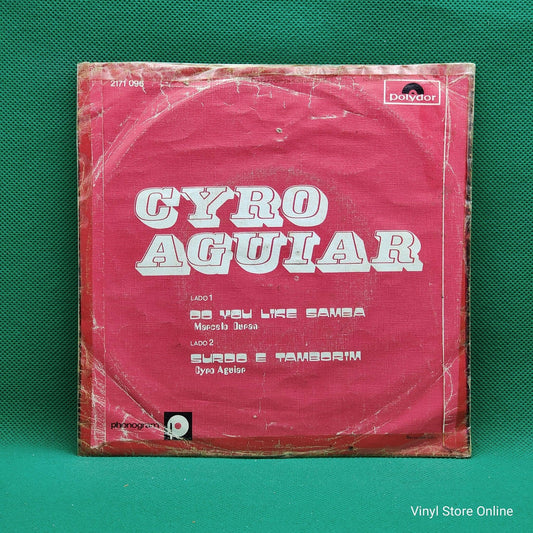 2171 096
polydor
CYRO
AGUIAR
LADO 1
DO YOU LIKE SAMBA
Marcelo Duran
LADO 2
SURDO E TAMBORIM
Cyro Aguiar
phonogram
Vinyl Store Online